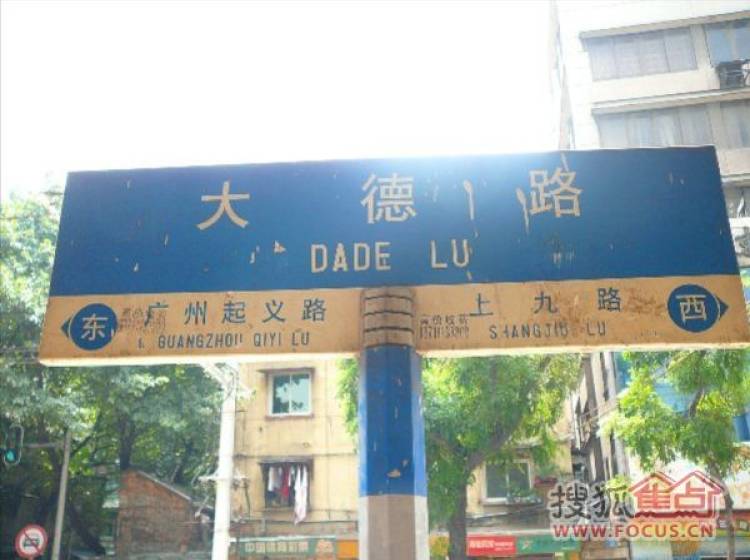 大德路
DADE LU
东 广州起义路
GUANGZHOU QIYI LU
上九路 西
SHANGJIU LU
搜狐焦点
WWW.FOCUS.CN